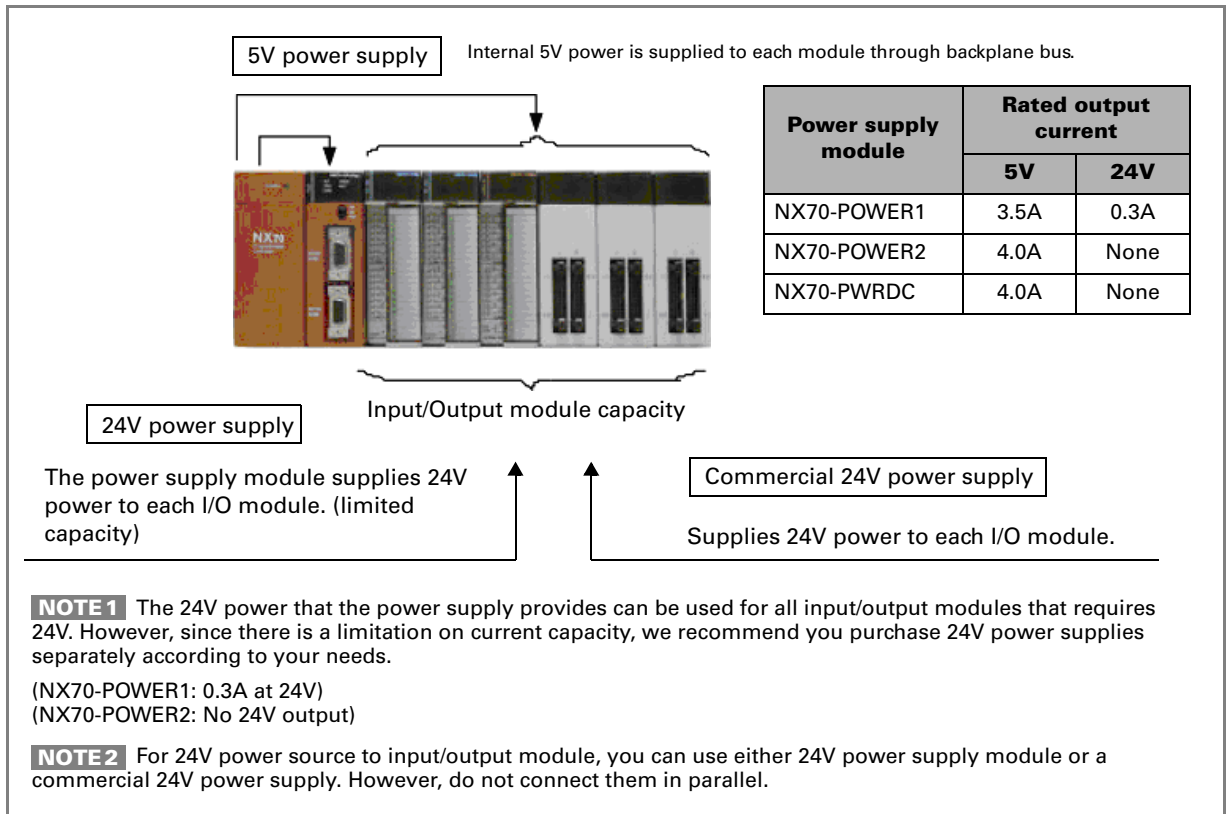 5V power supply
Internal 5V power is supplied to each module through backplane bus.
Power supply module
Rated output current
5V 24V
NX70-POWER1 3.5A 0.3A
NX70-POWER2 4.0A None
NX70-PWRDC 4.0A None
NX70
Input/Output module capacity
24V power supply
The power supply module supplies 24V
power to each I/O module. (limited
capacity)
Commercial 24V power supply
Supplies 24V power to each I/O module.
NOTE 1 The 24V power that the power supply provides can be used for all input/output modules that requires
24V. However, since there is a limitation on current capacity, we recommend you purchase 24V power supplies
separately according to your needs.
(NX70-POWER1: 0.3A at 24V)
(NX70-POWER2: No 24V output)
NOTE 2 For 24V power source to input/output module, you can use either 24V power supply module or a
commercial 24V power supply. However, do not connect them in parallel.